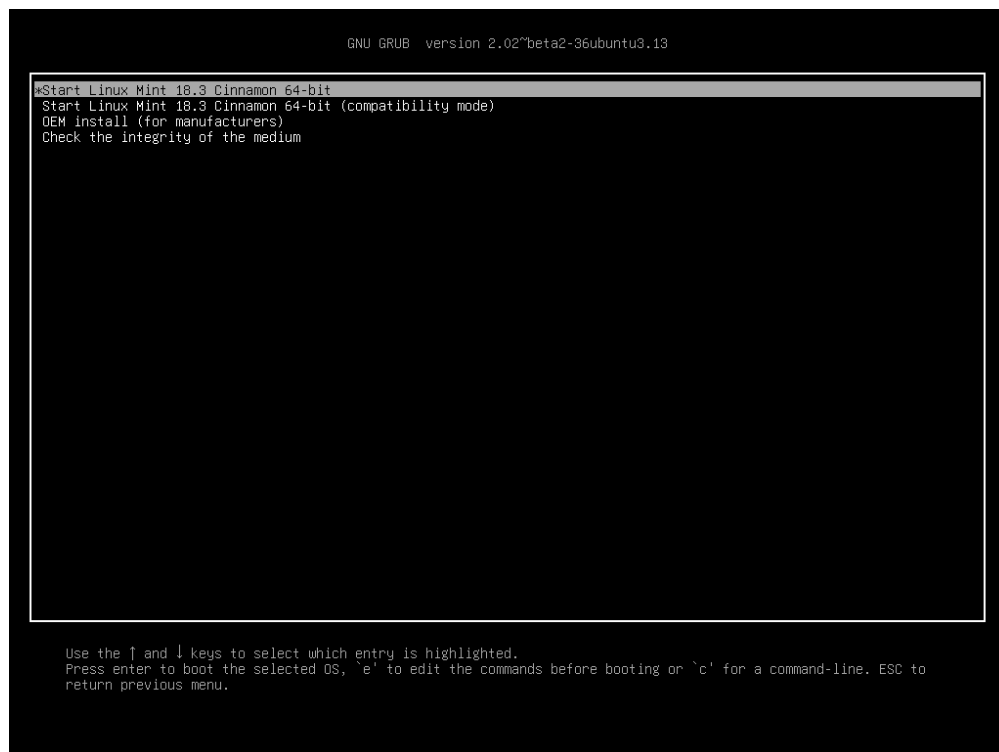 GNU GRUB  version 2.02~beta2-36ubuntu3.13
*Start Linux Mint 18.3 Cinnamon 64-bit
Start Linux Mint 18.3 Cinnamon 64-bit (compatibility mode)
OEM install (for manufacturers)
Check the integrity of the medium
Use the ↑ and ↓ keys to select which entry is highlighted.
Press enter to boot the selected OS, `e' to edit the commands before booting or `c' for a command-line. ESC to
return previous menu.